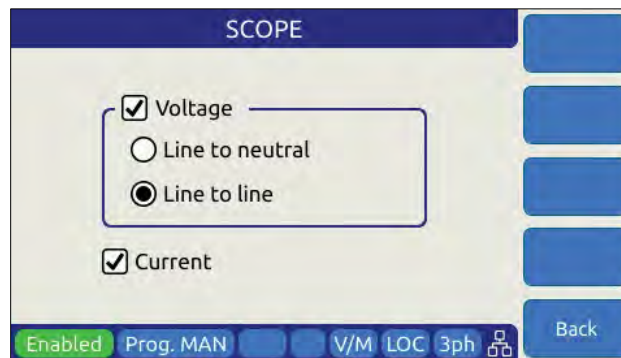 SCOPE
Voltage
Line to neutral
Line to line
Current
Back
Enabled Prog. MAN V/M LOC 3ph